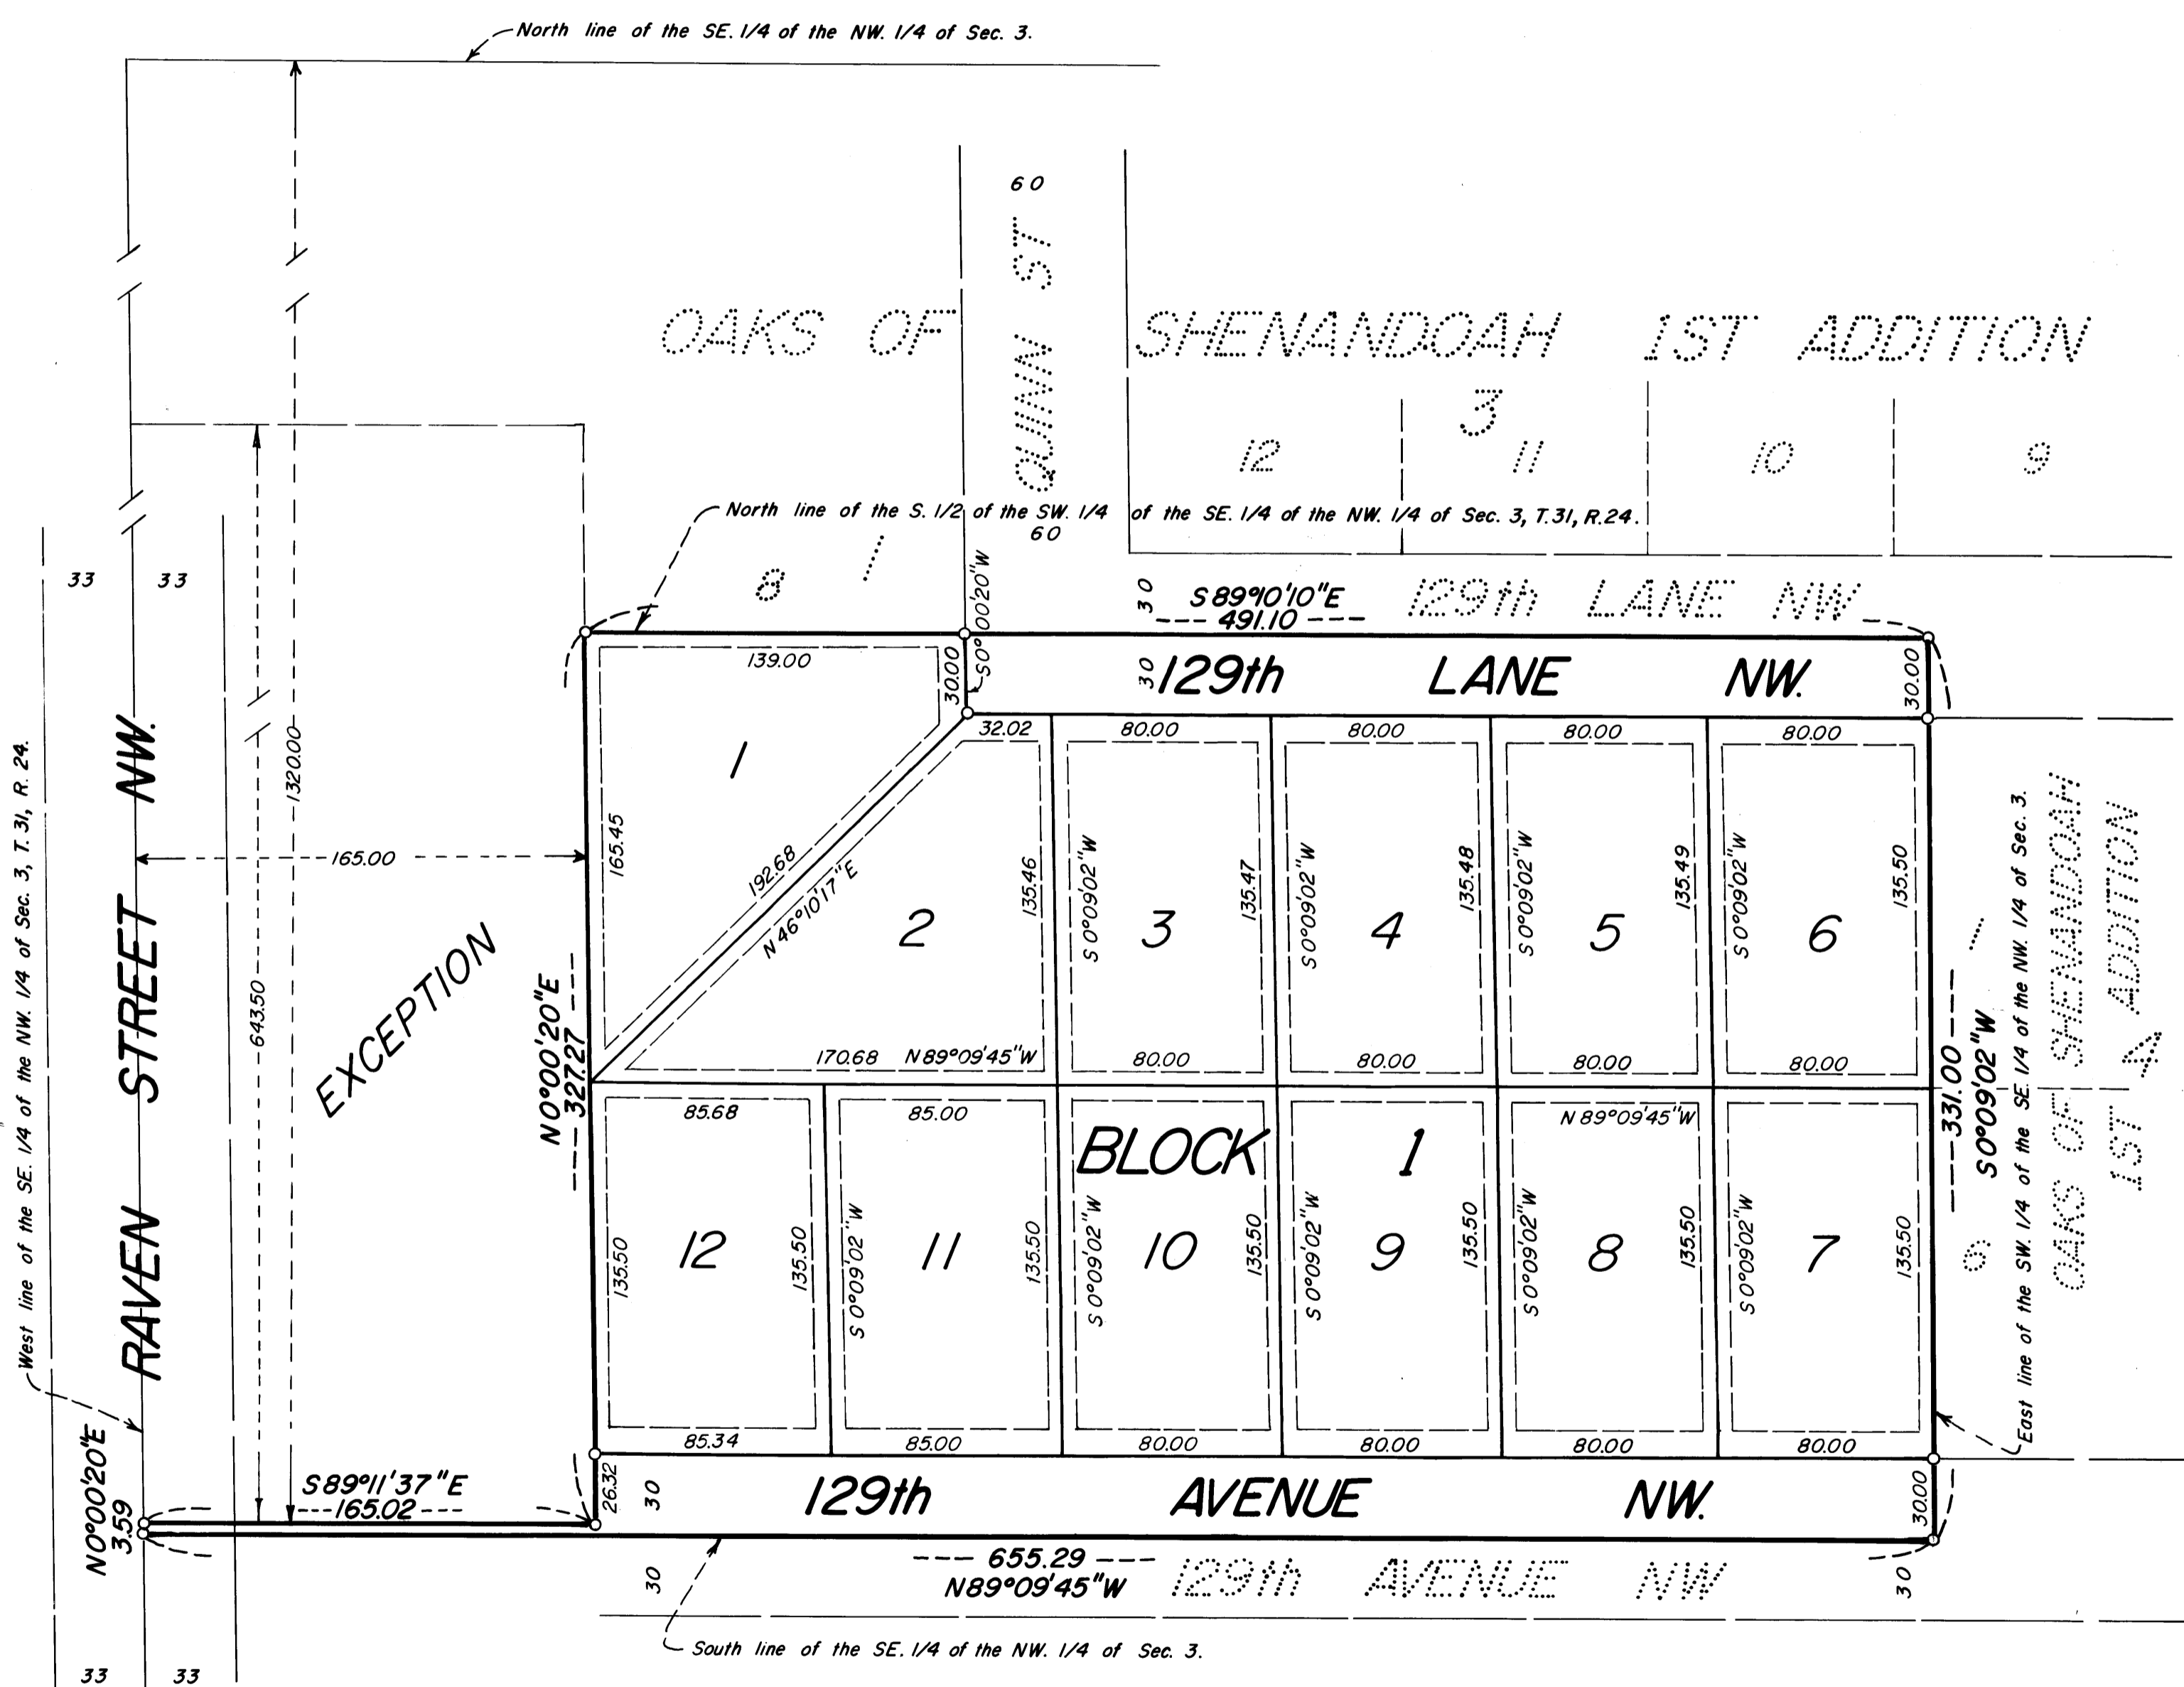 North line of the SE. 1/4 of the NW. 1/4 of Sec. 3.
60
QUINN ST
OAKS OF SHENANDOAH 1ST ADDITION
3
12 11 10 9
North line of the S. 1/2 of the SW. 1/4 of the SE. 1/4 of the NW. 1/4 of Sec. 3, T.31, R.24.
60
33 33
8 1
S0°00'20"W
30
S89°10'10"E
491.10
129th LANE NW
139.00
30.00
30
129th LANE NW.
30.00
32.02 80.00 80.00 80.00 80.00
1320.00
643.50
165.00
EXCEPTION
RAVEN STREET NW.
West line of the SE. 1/4 of the NW. 1/4 of Sec. 3, T. 31, R. 24.
1
165.45
192.68
N 46°10'17"E
2
135.46
S 0°09'02"W
3
135.47
S 0°09'02"W
4
135.48
S 0°09'02"W
5
135.49
S 0°09'02"W
6
135.50
N0°00'20"E
327.27
170.68 N89°09'45"W 80.00 80.00 80.00 80.00
331.00
S0°09'02"W
East line of the SW. 1/4 of the SE. 1/4 of the NW. 1/4 of Sec. 3.
1
6
OAKS OF SHENANDOAH
1ST ADDITION
4
85.68 85.00 N 89°09'45"W
BLOCK 1
135.50
12
135.50
S 0°09'02"W
11
135.50
S 0°09'02"W
10
135.50
S 0°09'02"W
9
135.50
S 0°09'02"W
8
135.50
S 0°09'02"W
7
135.50
85.34 85.00 80.00 80.00 80.00 80.00
N0°00'20"E
3.59
S89°11'37"E
165.02
26.32
30
129th AVENUE NW.
30.00
655.29
N89°09'45"W
30
129th AVENUE NW
30
South line of the SE. 1/4 of the NW. 1/4 of Sec. 3.
33 33